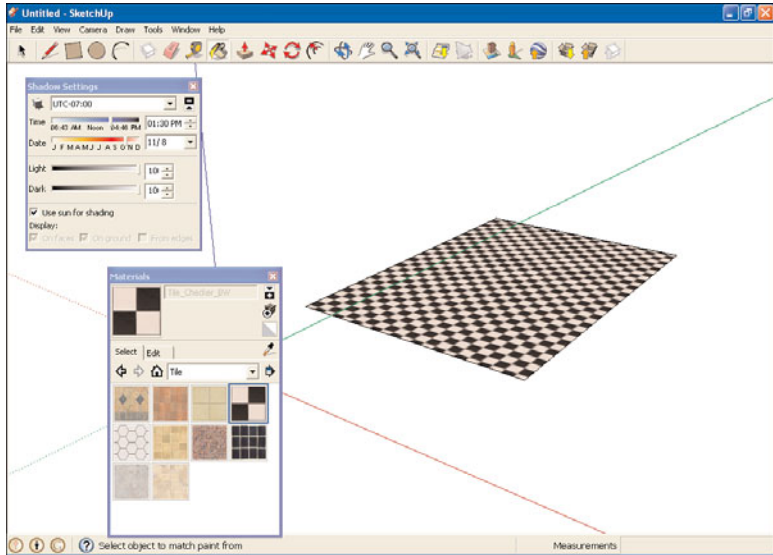 Untitled - SketchUp
File Edit View Camera Draw Tools Window Help
Shadow Settings
UTC-07:00
Time
06:43 AM Noon 04:46 PM
01:30 PM
Date
J F M A M J J A S O N D
11/ 8
Light
10
Dark
10
Use sun for shading
Display:
On faces On ground From edges
Materials
Tile_Checker_BW
Select Edit
Tile
Select object to match paint from
Measurements